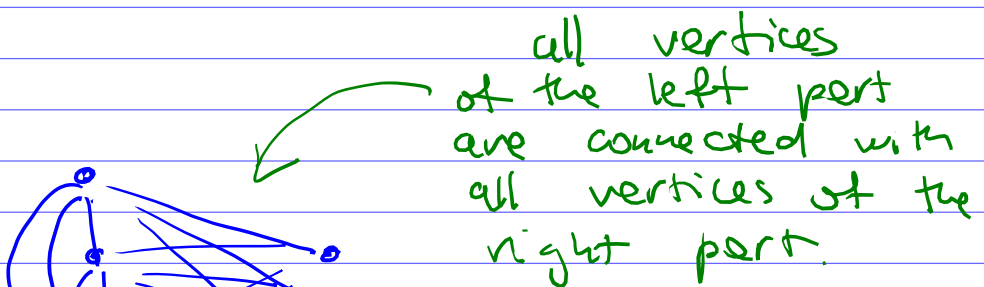 all vertices
of the left part
are connected with
all vertices of the
right part.